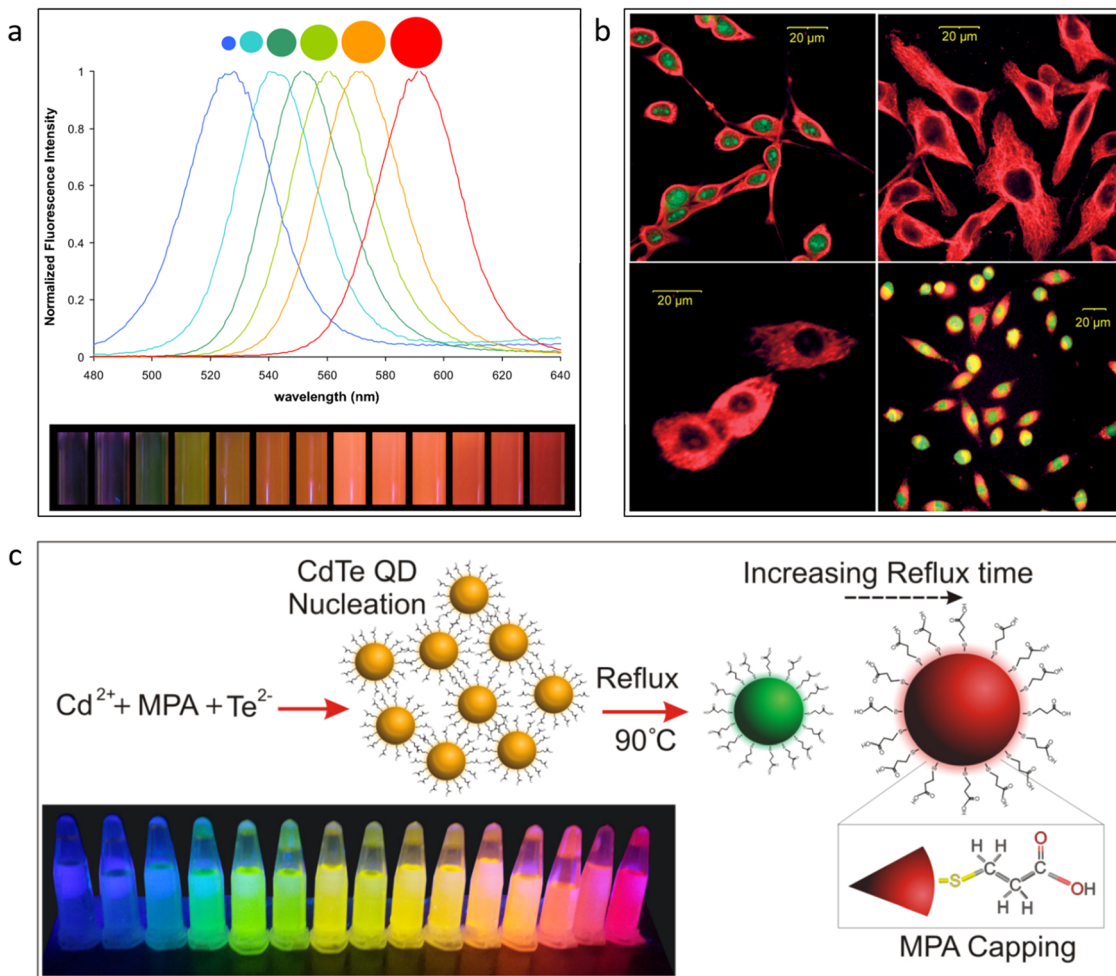 a
1
0.8
0.6
0.4
0.2
0
Normalized Fluorescence Intensity
480 500 520 540 560 580 600 620 640
wavelength (nm)
b
20 µm
20 µm
20 µm
20 µm
c
CdTe QD
Nucleation
Increasing Reflux time
Cd2+ + MPA + Te2-
Reflux
90°C
H H O
S C C
C OH
H H
MPA Capping